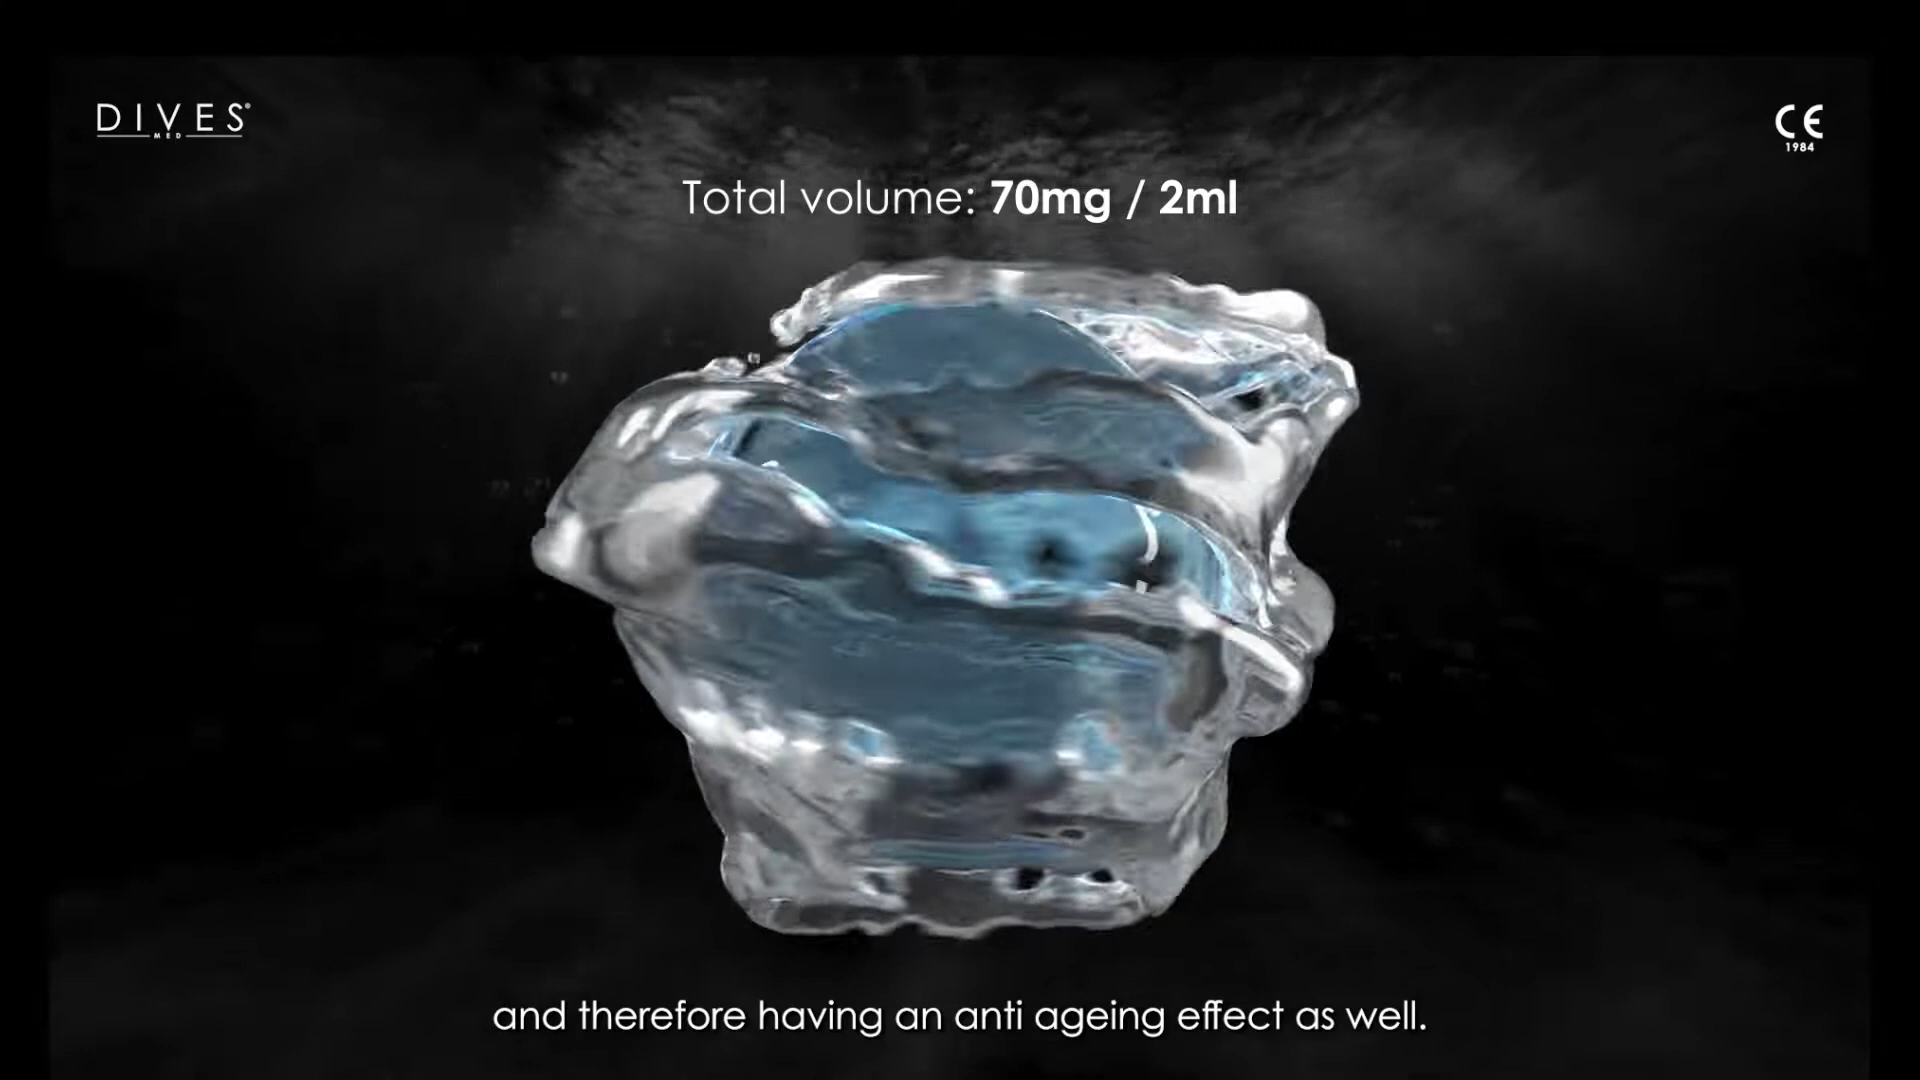 DIVES®
MED
CE
1984
Total volume: 70mg / 2ml
and therefore having an anti ageing effect as well.